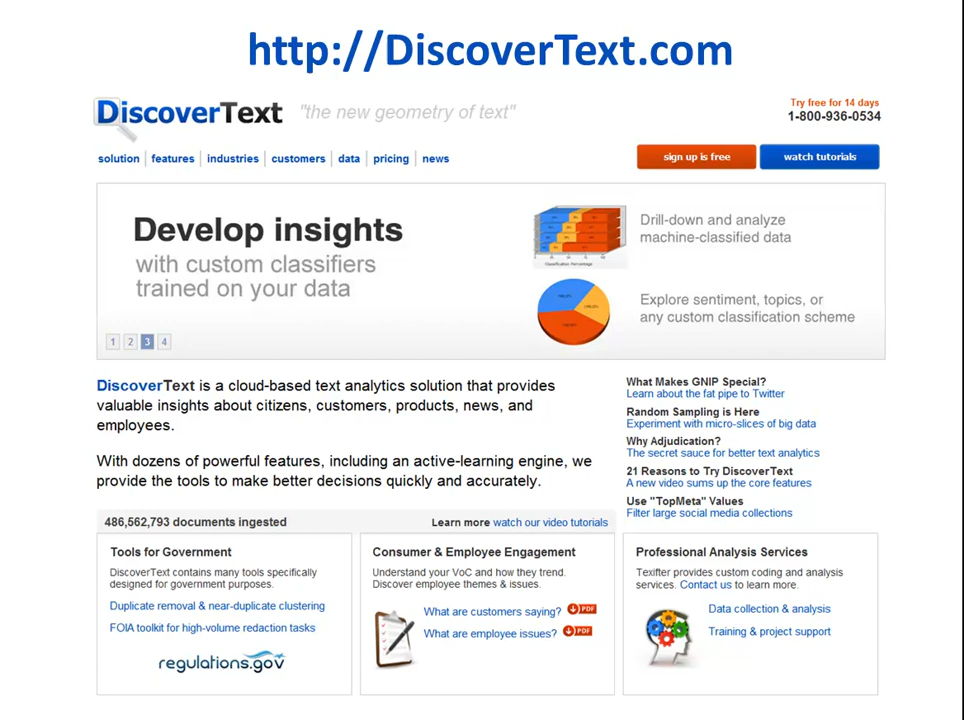 http://DiscoverText.com
DiscoverText "the new geometry of text"
Try free for 14 days
1-800-936-0534
solution features industries customers data pricing news
sign up is free watch tutorials
Develop insights
with custom classifiers
trained on your data
Drill-down and analyze
machine-classified data
Explore sentiment, topics, or
any custom classification scheme
1 2 3 4
DiscoverText is a cloud-based text analytics solution that provides
valuable insights about citizens, customers, products, news, and
employees.
With dozens of powerful features, including an active-learning engine, we
provide the tools to make better decisions quickly and accurately.
What Makes GNIP Special?
Learn about the fat pipe to Twitter
Random Sampling is Here
Experiment with micro-slices of big data
Why Adjudication?
The secret sauce for better text analytics
21 Reasons to Try DiscoverText
A new video sums up the core features
Use "TopMeta" Values
Filter large social media collections
486,562,793 documents ingested
Learn more watch our video tutorials
Tools for Government
DiscoverText contains many tools specifically
designed for government purposes.
Duplicate removal & near-duplicate clustering
FOIA toolkit for high-volume redaction tasks
regulations.gov
Consumer & Employee Engagement
Understand your VoC and how they trend.
Discover employee themes & issues.
What are customers saying? PDF
What are employee issues? PDF
Professional Analysis Services
Texifter provides custom coding and analysis
services. Contact us to learn more.
Data collection & analysis
Training & project support